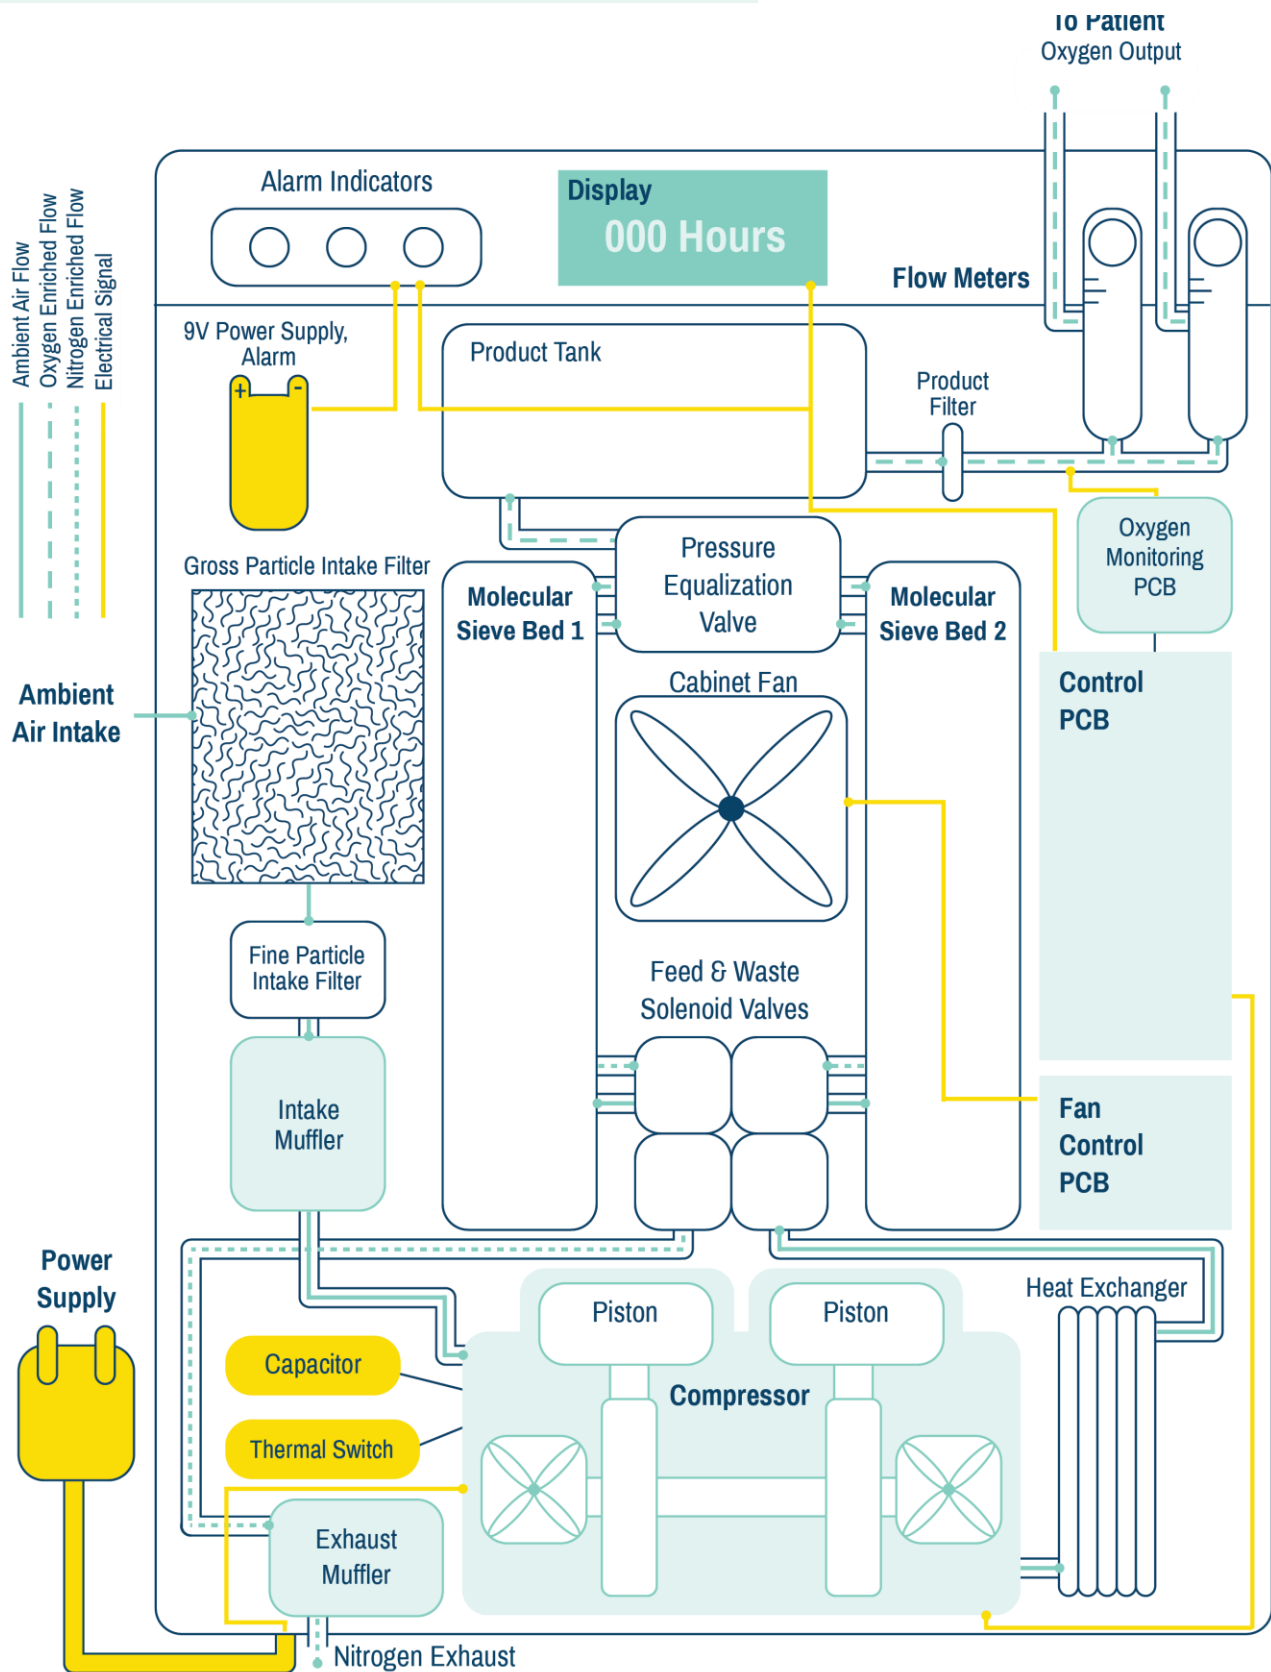 To Patient
Oxygen Output
Alarm Indicators
Display
000 Hours
Flow Meters
Ambient Air Flow
Oxygen Enriched Flow
Nitrogen Enriched Flow
Electrical Signal
9V Power Supply,
Alarm
+ -
Product Tank
Product
Filter
Oxygen
Monitoring
PCB
Pressure
Equalization
Valve
Gross Particle Intake Filter
Molecular
Sieve Bed 1
Molecular
Sieve Bed 2
Cabinet Fan
Control
PCB
Ambient
Air Intake
Fine Particle
Intake Filter
Feed & Waste
Solenoid Valves
Intake
Muffler
Fan
Control
PCB
Power
Supply
Heat Exchanger
Piston
Piston
Capacitor
Compressor
Thermal Switch
Exhaust
Muffler
Nitrogen Exhaust